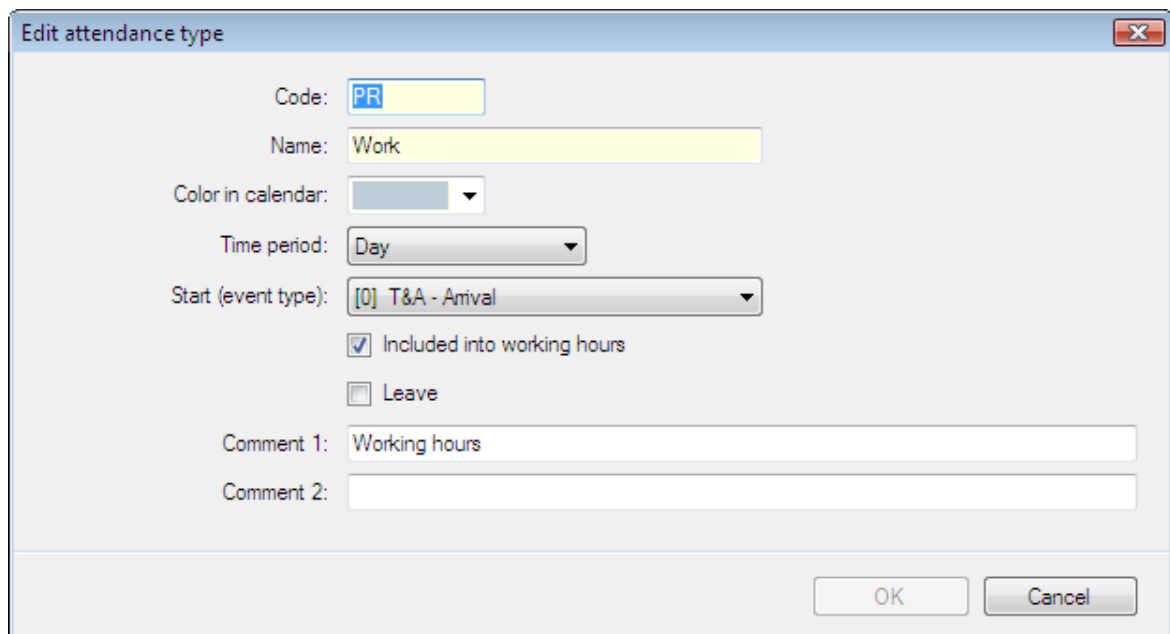 Edit attendance type
Code: PR
Name: Work
Color in calendar:
Time period: Day
Start (event type): [0] T&A - Arrival
Included into working hours
Leave
Comment 1: Working hours
Comment 2:
OK Cancel